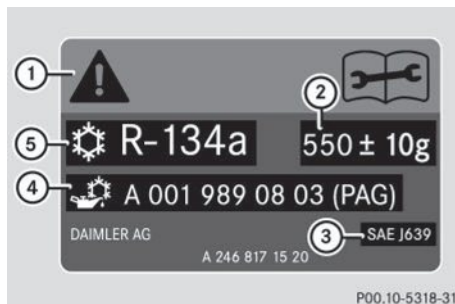 1
2
5 R-134a 550 ± 10g
4 A 001 989 08 03 (PAG)
DAIMLER AG 3 SAE J639
A 246 817 15 20
P00.10-5318-31